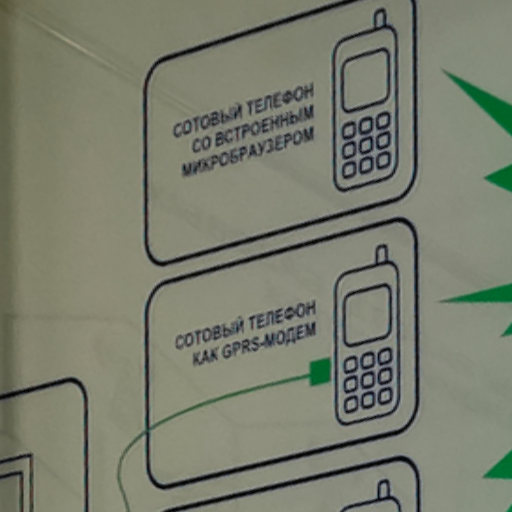 СОТОВЫЙ ТЕЛЕФОН
СО ВСТРОЕННЫМ
МИКРОБРАУЗЕРОМ
СОТОВЫЙ ТЕЛЕФОН
КАК GPRS-МОДЕМ